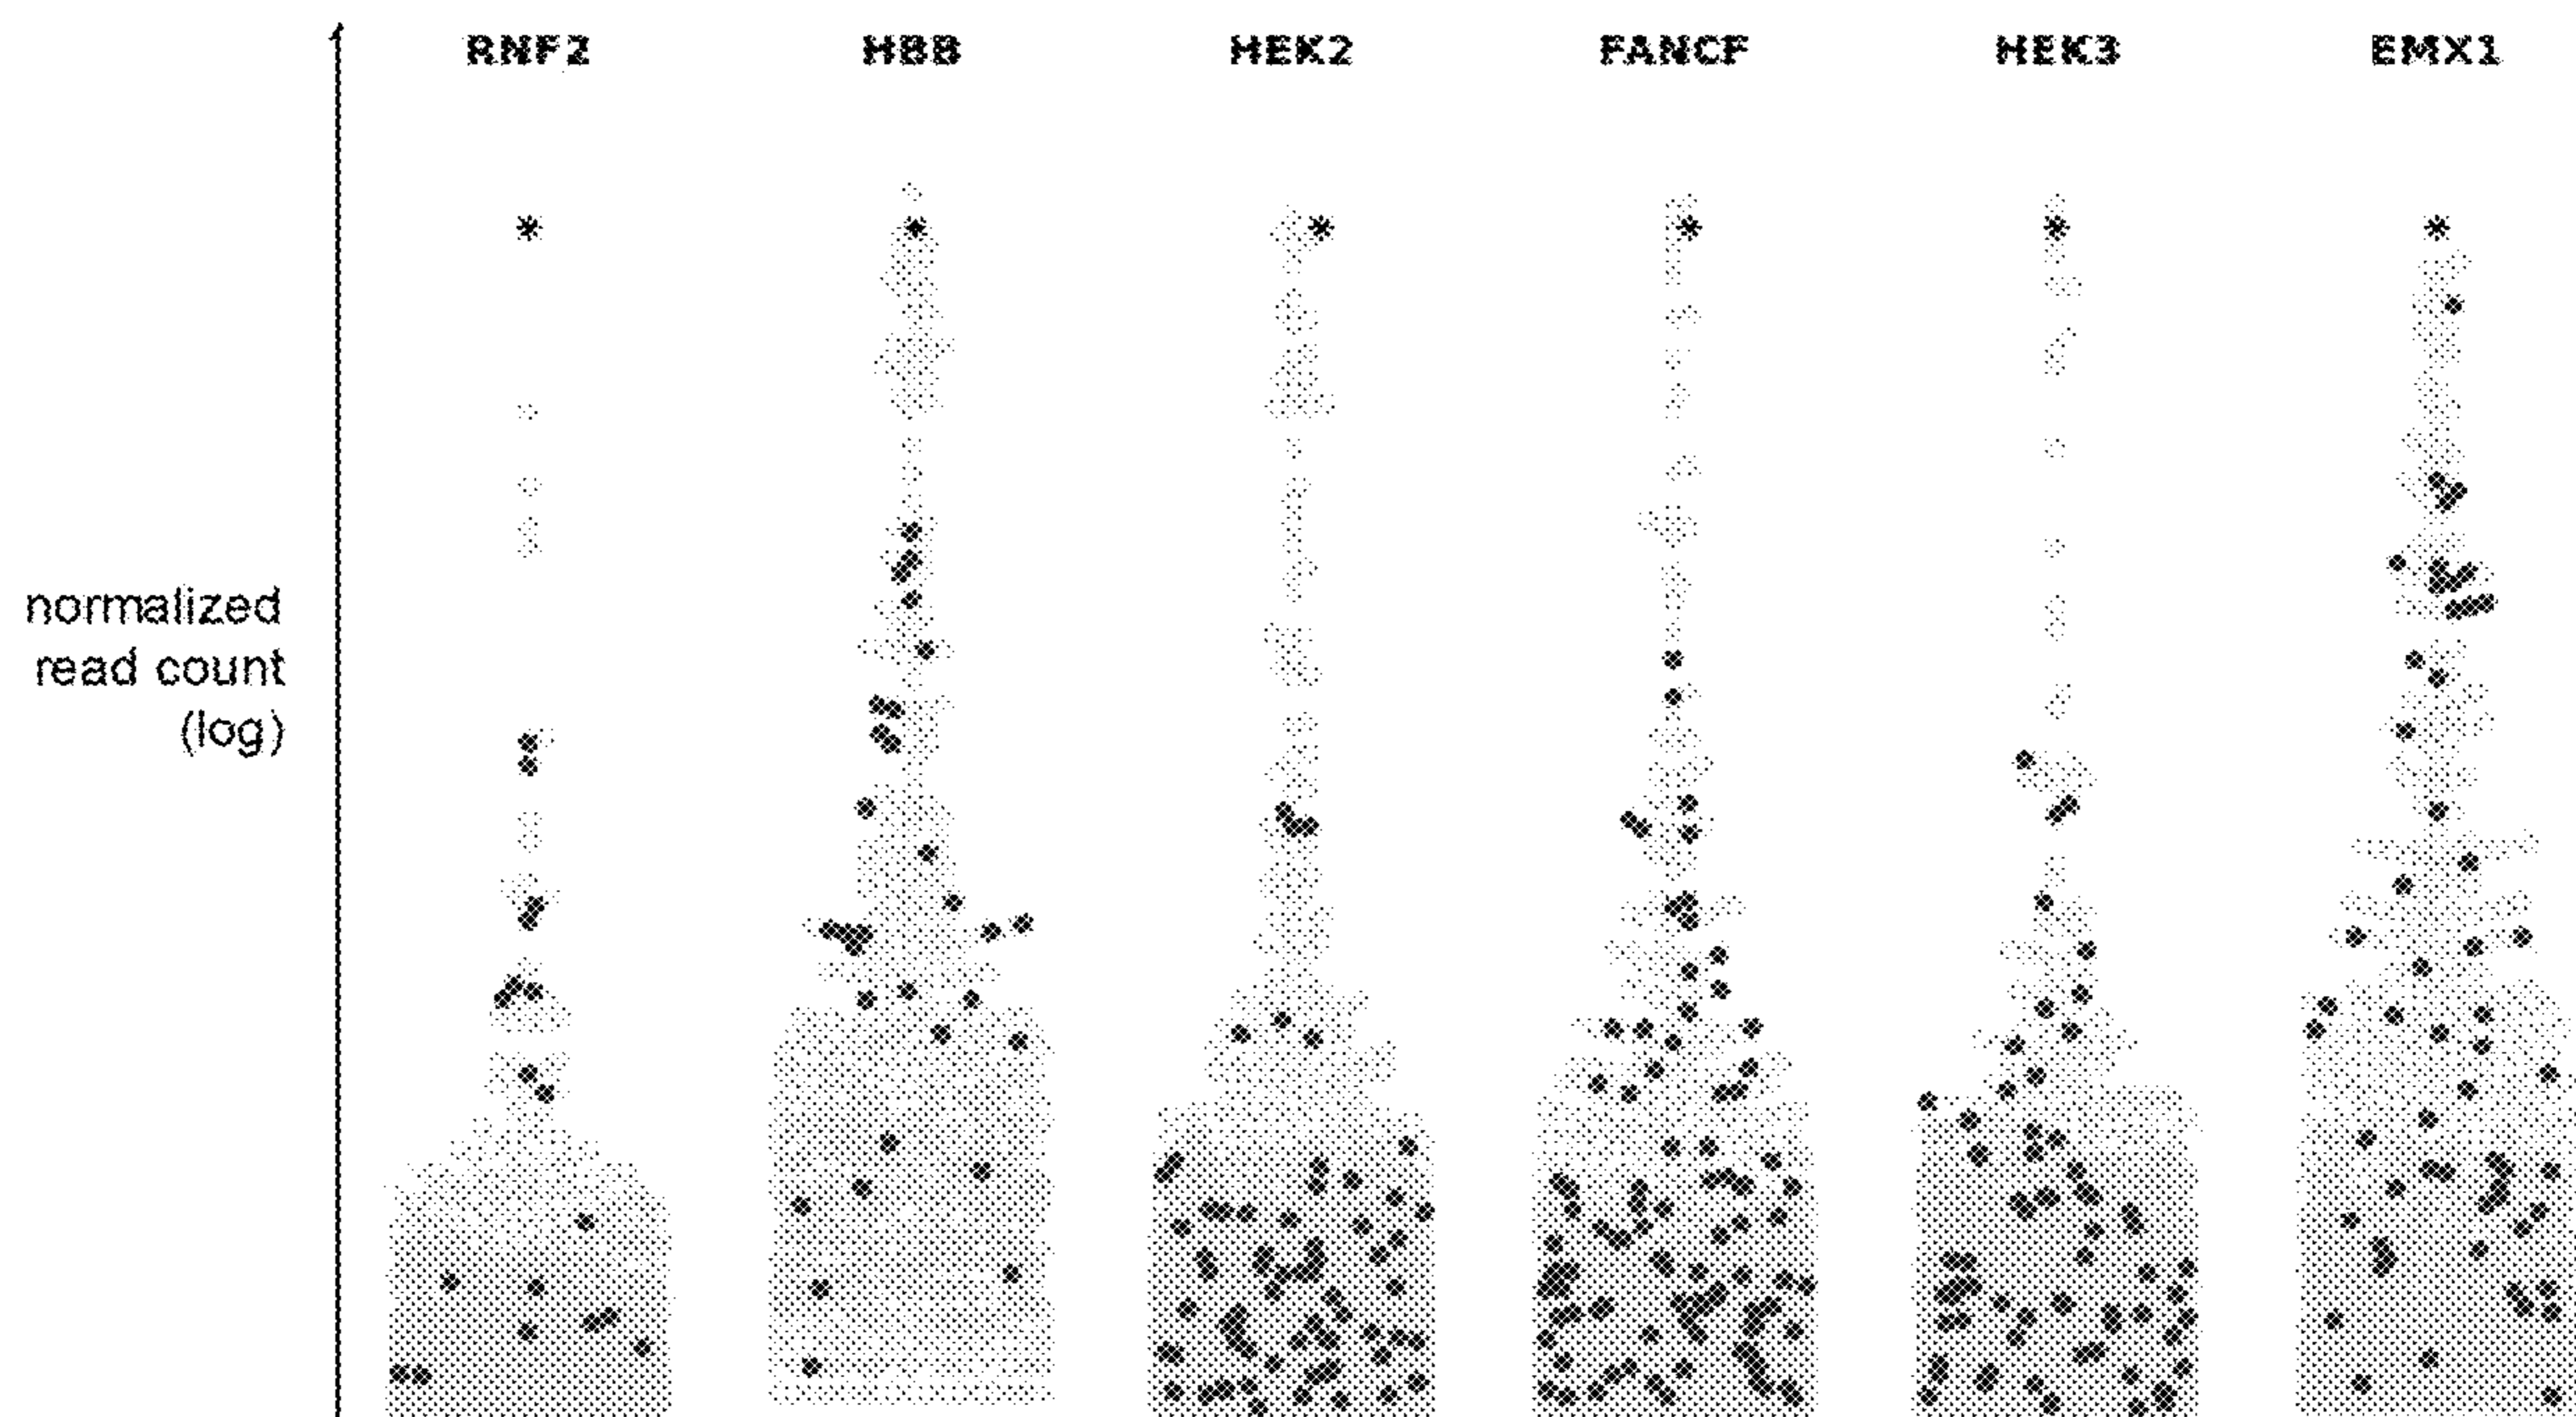 RNF2 HBB HEK2 FANCF HEK3 EMX1
normalized
read count
(log)